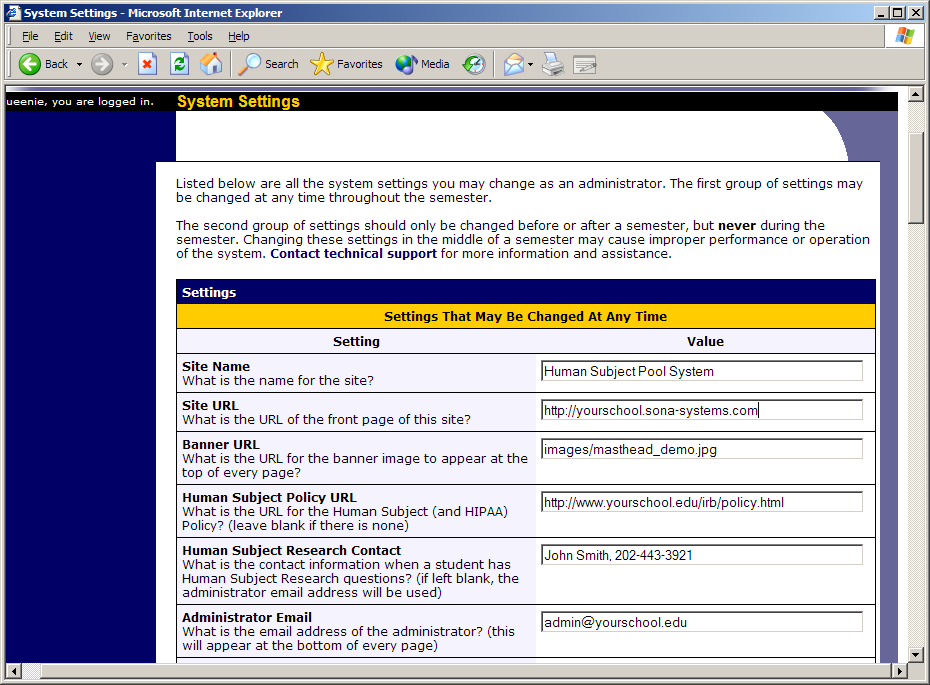 System Settings - Microsoft Internet Explorer
File Edit View Favorites Tools Help
Back Search Favorites Media
ueenie, you are logged in. System Settings
Listed below are all the system settings you may change as an administrator. The first group of settings may
be changed at any time throughout the semester.
The second group of settings should only be changed before or after a semester, but never during the
semester. Changing these settings in the middle of a semester may cause improper performance or operation
of the system. Contact technical support for more information and assistance.
Settings
Settings That May Be Changed At Any Time
Setting Value
Site Name
What is the name for the site?
Human Subject Pool System
Site URL
What is the URL of the front page of this site?
http://yourschool.sona-systems.com
Banner URL
What is the URL for the banner image to appear at the
top of every page?
images/masthead_demo.jpg
Human Subject Policy URL
What is the URL for the Human Subject (and HIPAA)
Policy? (leave blank if there is none)
http://www.yourschool.edu/irb/policy.html
Human Subject Research Contact
What is the contact information when a student has
Human Subject Research questions? (if left blank, the
administrator email address will be used)
John Smith, 202-443-3921
Administrator Email
What is the email address of the administrator? (this
will appear at the bottom of every page)
admin@yourschool.edu